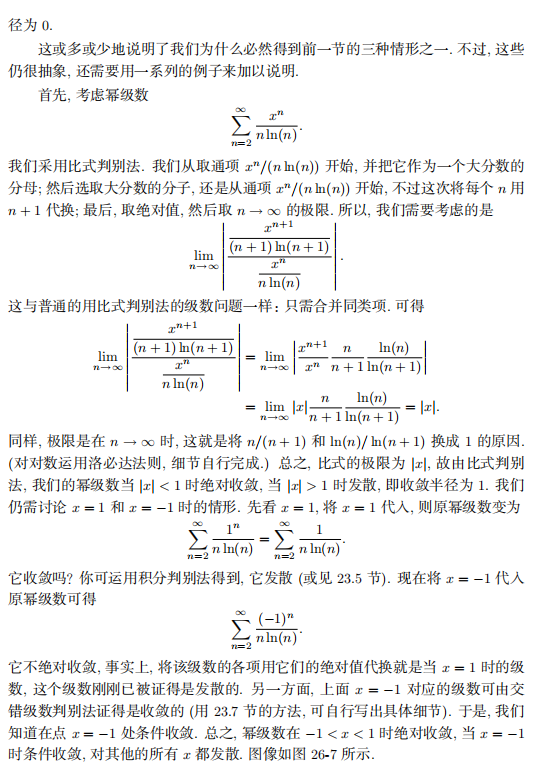 径为 0.
这或多或少地说明了我们为什么必然得到前一节的三种情形之一. 不过, 这些
仍很抽象, 还需要用一系列的例子来加以说明.
首先, 考虑幂级数
$$\sum_{n=2}^{\infty} \frac{x^n}{n\ln(n)}.$$
我们采用比式判别法. 我们从取通项 $x^n/(n\ln(n))$ 开始, 并把它作为一个大分数的
分母; 然后选取大分数的分子, 还是从通项 $x^n/(n\ln(n))$ 开始, 不过这次将每个 $n$ 用
$n+1$ 代换; 最后, 取绝对值, 然后取 $n \to \infty$ 的极限. 所以, 我们需要考虑的是
$$\lim_{n\to\infty} \left| \frac{\frac{x^{n+1}}{(n+1)\ln(n+1)}}{\frac{x^n}{n\ln(n)}} \right|.$$
这与普通的用比式判别法的级数问题一样: 只需合并同类项. 可得
$$\lim_{n\to\infty} \left| \frac{\frac{x^{n+1}}{(n+1)\ln(n+1)}}{\frac{x^n}{n\ln(n)}} \right| = \lim_{n\to\infty} \left| \frac{x^{n+1}}{x^n} \frac{n}{n+1} \frac{\ln(n)}{\ln(n+1)} \right|$$
$$= \lim_{n\to\infty} |x| \frac{n}{n+1} \frac{\ln(n)}{\ln(n+1)} = |x|.$$
同样, 极限是在 $n \to \infty$ 时, 这就是将 $n/(n+1)$ 和 $\ln(n)/\ln(n+1)$ 换成 1 的原因.
(对对数运用洛必达法则, 细节自行完成.) 总之, 比式的极限为 $|x|$, 故由比式判别
法, 我们的幂级数当 $|x| < 1$ 时绝对收敛, 当 $|x| > 1$ 时发散, 即收敛半径为 1. 我们
仍需讨论 $x = 1$ 和 $x = -1$ 时的情形. 先看 $x = 1$, 将 $x = 1$ 代入, 则原幂级数变为
$$\sum_{n=2}^{\infty} \frac{1^n}{n\ln(n)} = \sum_{n=2}^{\infty} \frac{1}{n\ln(n)}.$$
它收敛吗? 你可运用积分判别法得到, 它发散 (或见 23.5 节). 现在将 $x = -1$ 代入
原幂级数可得
$$\sum_{n=2}^{\infty} \frac{(-1)^n}{n\ln(n)}.$$
它不绝对收敛, 事实上, 将该级数的各项用它们的绝对值代换就是当 $x = 1$ 时的级
数, 这个级数刚刚已被证得是发散的. 另一方面, 上面 $x = -1$ 对应的级数可由交
错级数判别法证得是收敛的 (用 23.7 节的方法, 可自行写出具体细节). 于是, 我们
知道在点 $x = -1$ 处条件收敛. 总之, 幂级数在 $-1 < x < 1$ 时绝对收敛, 当 $x = -1$
时条件收敛, 对其他的所有 $x$ 都发散. 图像如图 26-7 所示.